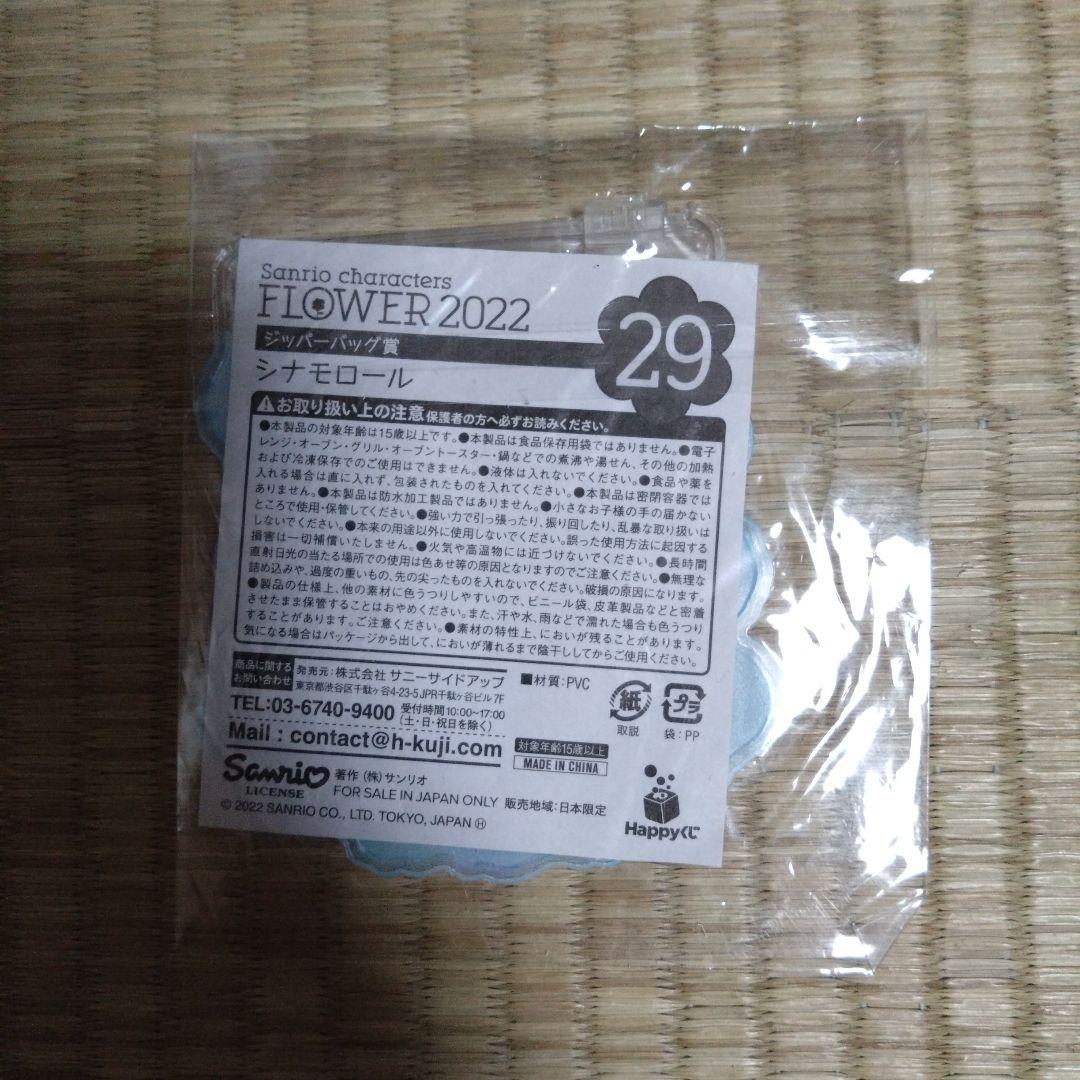 Sanrio characters
FLOWER 2022
29
ジッパーバッグ賞
シナモロール
⚠お取り扱い上の注意 保護者の方へ必ずお読みください。
●本製品の対象年齢は15歳以上です。●本製品は食品保存用袋ではありません。●電子
レンジ・オーブン・グリル・オーブントースター・鍋などでの煮沸や湯せん、その他の加熱
および冷凍保存でのご使用はできません。●液体は入れないでください。●食品や薬を
入れる場合は直に入れず、包装されたものを入れてください。●本製品は密閉容器では
ありません。●本製品は防水加工製品ではありません。●小さなお子様の手の届かない
ところで使用・保管してください。●強い力で引っ張ったり、振り回したり、乱暴な取り扱いは
しないでください。●本来の用途以外に使用しないでください。誤った使用方法に起因する
損害は一切補償いたしません。●火気や高温物には近づけないでください。●長時間
直射日光の当たる場所での使用は色あせ等の原因となりますのでご注意ください。●無理な
詰め込みや、過度の重いもの、先の尖ったものを入れないでください。破損の原因になります。
●製品の仕様上、他の素材に色うつりしやすいので、ビニール袋、皮革製品などと密着
させたまま保管することはおやめください。また、汗や水、雨などで濡れた場合も色うつり
することがあります。ご注意ください。●素材の特性上、においが残ることがあります。
気になる場合はパッケージから出して、においが薄れるまで陰干ししてからご使用ください。
商品に関する
お問い合わせ
発売元:株式会社 サニーサイドアップ
東京都渋谷区千駄ヶ谷4-23-5 JPR千駄ヶ谷ビル 7F
■材質:PVC
TEL:03-6740-9400 受付時間10:00~17:00
(土・日・祝日を除く)
Mail : contact@h-kuji.com
紙
取説
プラ
袋:PP
対象年齢15歳以上
MADE IN CHINA
Sanrio
LICENSE
著作 (株)サンリオ
FOR SALE IN JAPAN ONLY 販売地域:日本限定
© 2022 SANRIO CO., LTD. TOKYO, JAPAN Ⓗ
Happyくじ